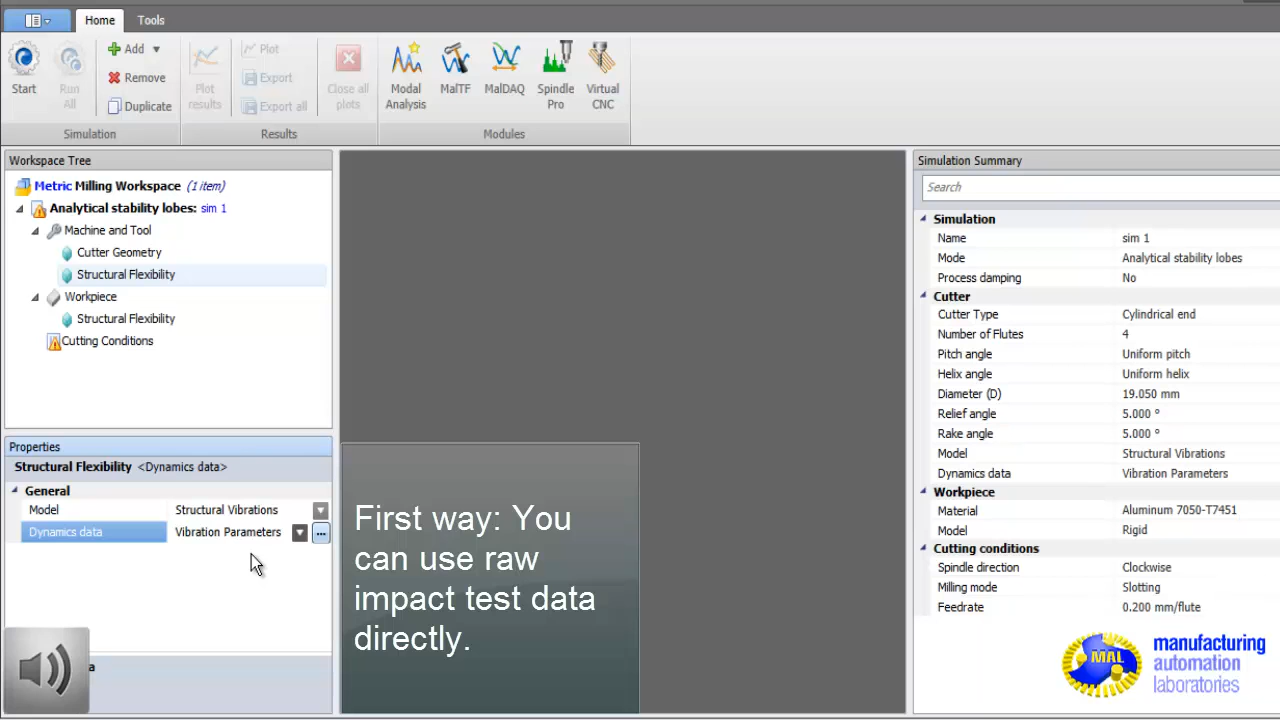 Home Tools
Start
Run All
Add
Remove
Duplicate
Simulation
Plot results
Plot
Export
Export all
Close all plots
Results
Modal Analysis
MalTF
MalDAQ
Spindle Pro
Virtual CNC
Modules
Workspace Tree
Metric Milling Workspace (1 item)
Analytical stability lobes: sim 1
Machine and Tool
Cutter Geometry
Structural Flexibility
Workpiece
Structural Flexibility
Cutting Conditions
Properties
Structural Flexibility <Dynamics data>
General
Model Structural Vibrations
Dynamics data Vibration Parameters ...
First way: You
can use raw
impact test data
directly.
Simulation Summary
Search
Simulation
Name sim 1
Mode Analytical stability lobes
Process damping No
Cutter
Cutter Type Cylindrical end
Number of Flutes 4
Pitch angle Uniform pitch
Helix angle Uniform helix
Diameter (D) 19.050 mm
Relief angle 5.000 °
Rake angle 5.000 °
Model Structural Vibrations
Dynamics data Vibration Parameters
Workpiece
Material Aluminum 7050-T7451
Model Rigid
Cutting conditions
Spindle direction Clockwise
Milling mode Slotting
Feedrate 0.200 mm/flute
MAL
manufacturing
automation
laboratories